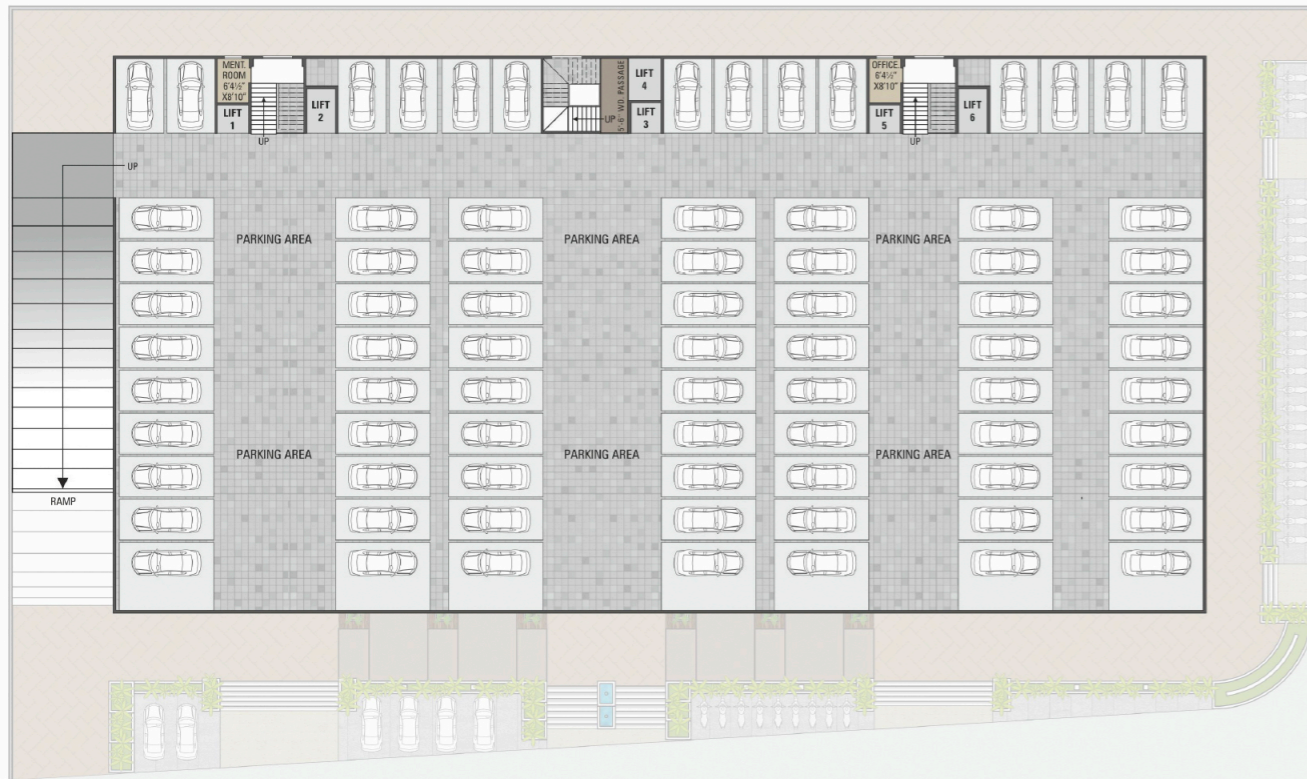 MENT.
ROOM
6'4½"
X8'10"
LIFT
1
UP
LIFT
2
UP
5'-6" WD. PASSAGE
LIFT
4
LIFT
3
OFFICE
6'4½"
X8'10"
LIFT
5
UP
LIFT
6
UP
PARKING AREA
PARKING AREA
PARKING AREA
PARKING AREA
PARKING AREA
PARKING AREA
RAMP